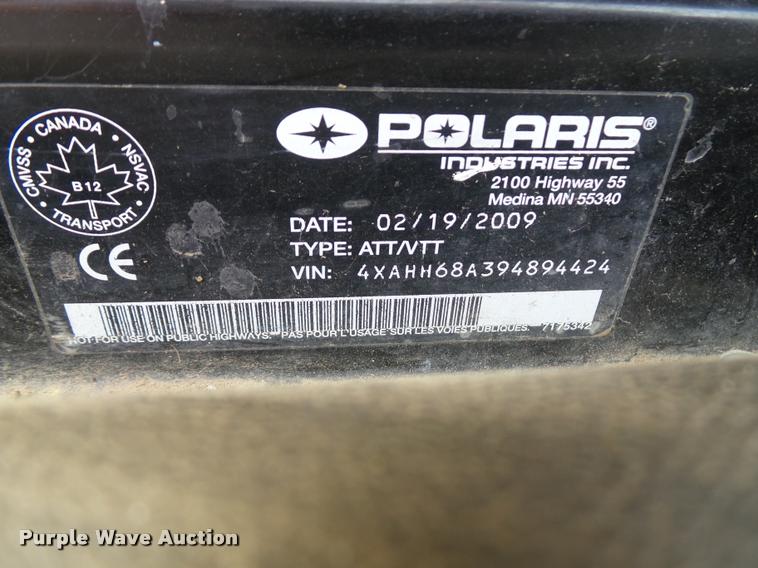 CMVSS • CANADA • NSVAC
B12
• TRANSPORT •
CE
POLARIS®
INDUSTRIES INC.
2100 Highway 55
Medina MN 55340
DATE: 02/19/2009
TYPE: ATT/VTT
VIN: 4XAHH68A394894424
NOT FOR USE ON PUBLIC HIGHWAYS. PAS POUR L'USAGE SUR LES VOIES PUBLIQUES. 7175342
Purple Wave Auction